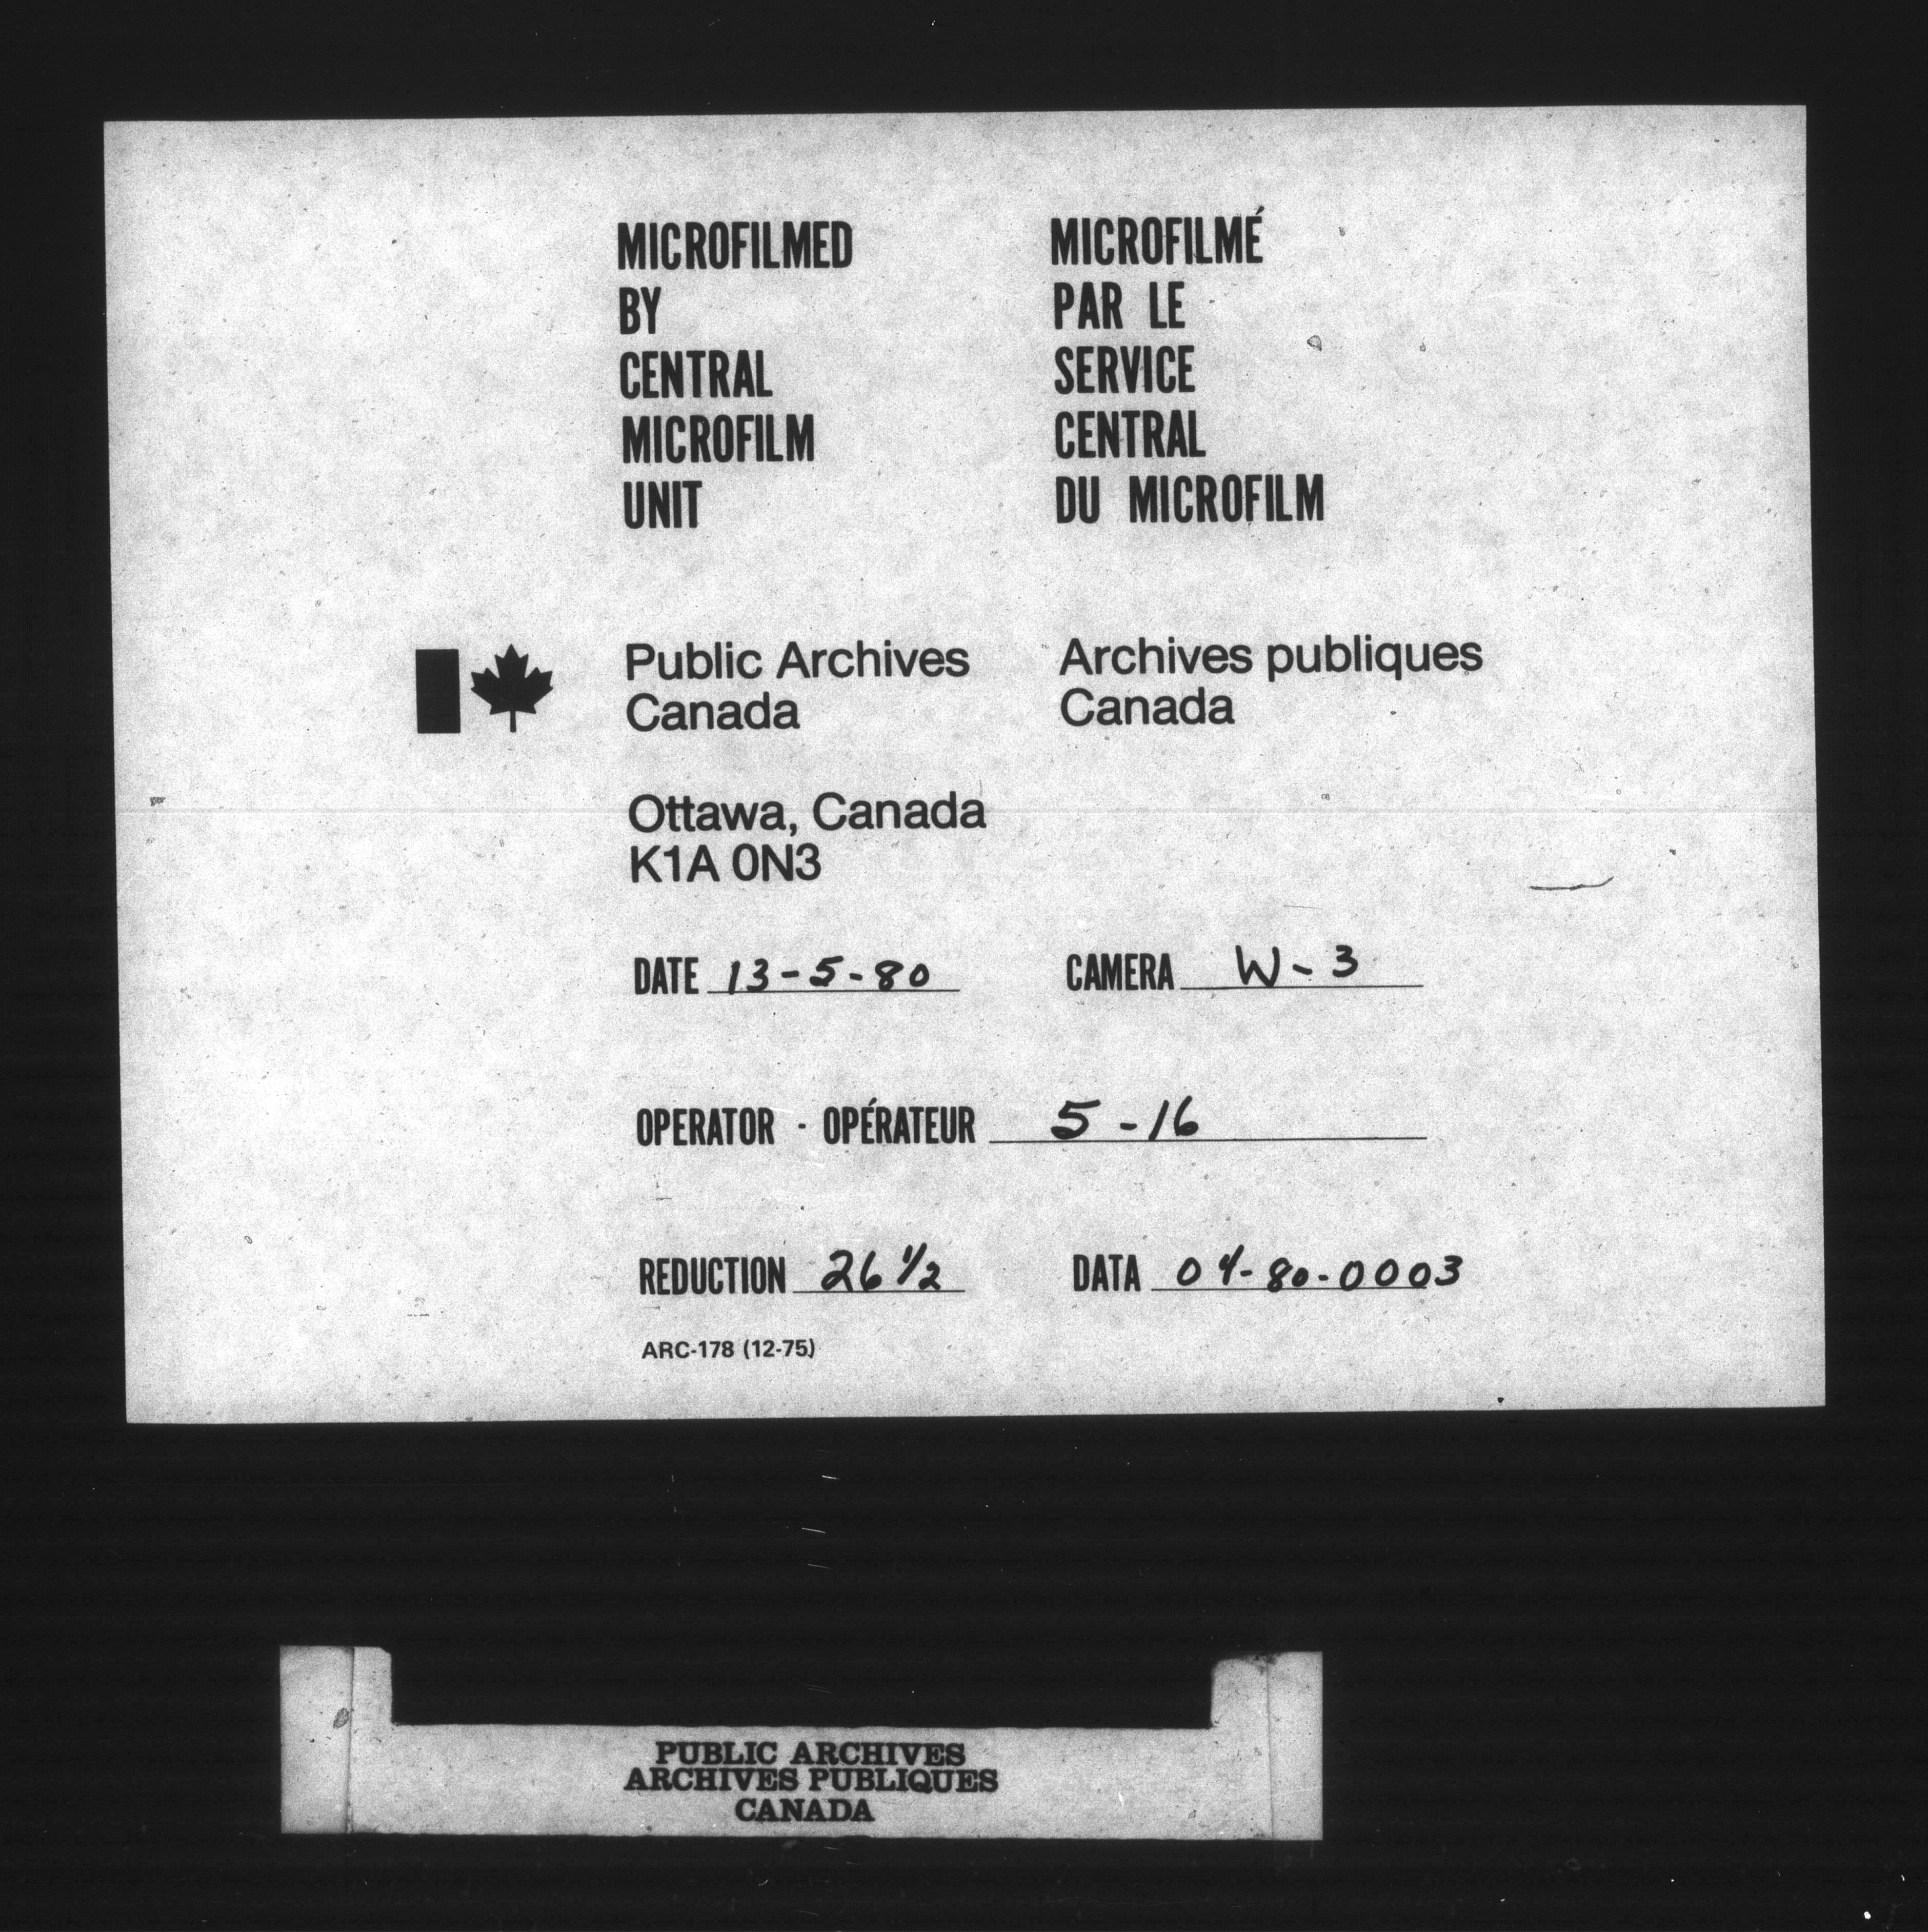 MICROFILMED
BY
CENTRAL
MICROFILM
UNIT
MICROFILMÉ
PAR LE
SERVICE
CENTRAL
DU MICROFILM
Public Archives
Canada
Archives publiques
Canada
Ottawa, Canada
K1A 0N3
DATE 13-5-80
CAMERA W-3
OPERATOR - OPÉRATEUR 5-16
REDUCTION 26 1/2
DATA 04-80-0003
ARC-178 (12-75)
PUBLIC ARCHIVES
ARCHIVES PUBLIQUES
CANADA